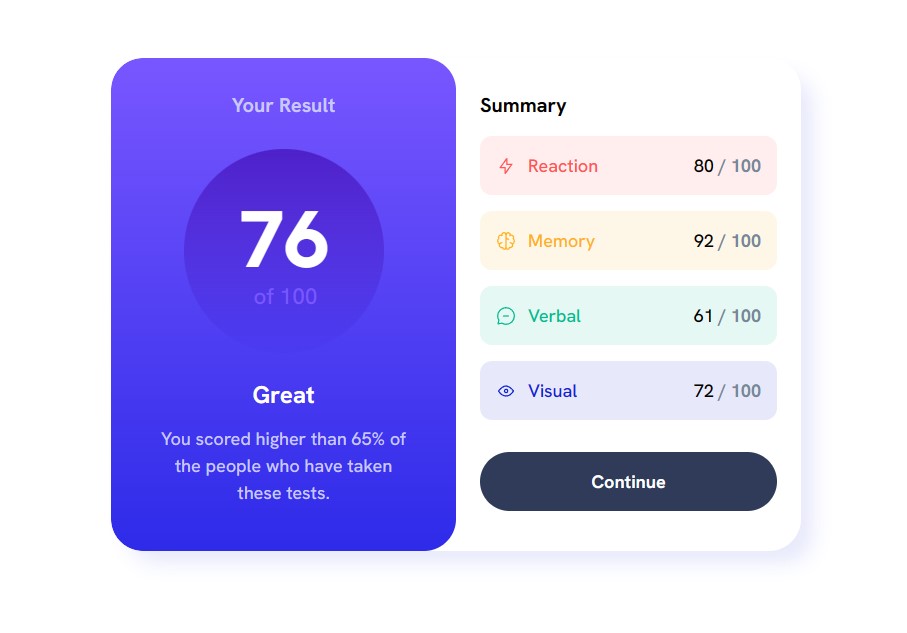 Your Result
76
of 100
Great
You scored higher than 65% of
the people who have taken
these tests.
Summary
Reaction 80 / 100
Memory 92 / 100
Verbal 61 / 100
Visual 72 / 100
Continue